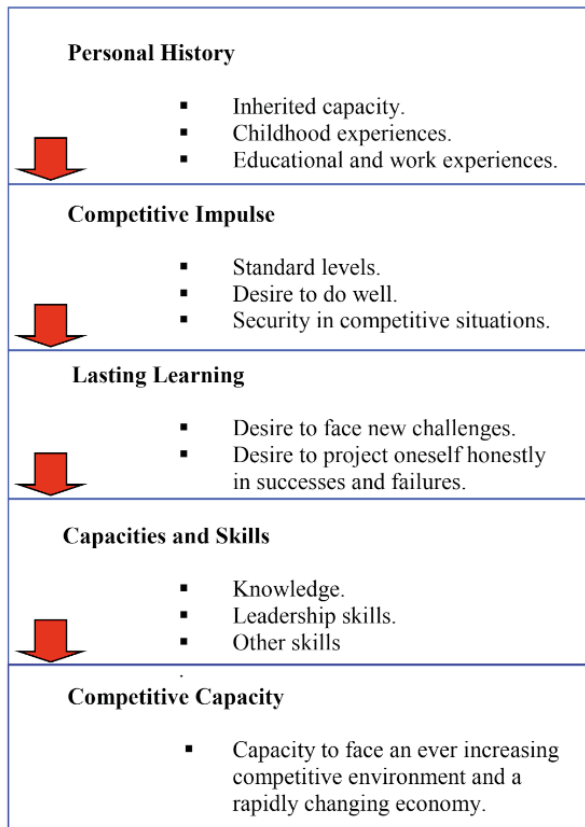 Personal History
▪ Inherited capacity.
▪ Childhood experiences.
▪ Educational and work experiences.
Competitive Impulse
▪ Standard levels.
▪ Desire to do well.
▪ Security in competitive situations.
Lasting Learning
▪ Desire to face new challenges.
▪ Desire to project oneself honestly
in successes and failures.
Capacities and Skills
▪ Knowledge.
▪ Leadership skills.
▪ Other skills
.
Competitive Capacity
▪ Capacity to face an ever increasing
competitive environment and a
rapidly changing economy.